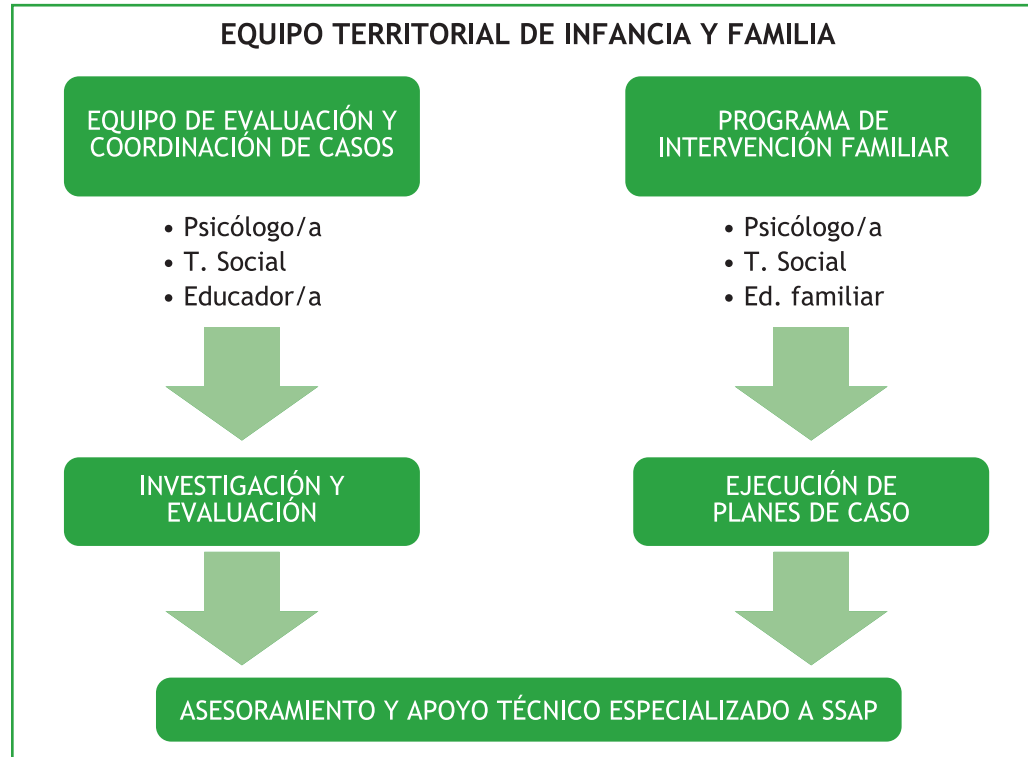 EQUIPO TERRITORIAL DE INFANCIA Y FAMILIA
EQUIPO DE EVALUACIÓN Y
COORDINACIÓN DE CASOS
• Psicólogo/a
• T. Social
• Educador/a
INVESTIGACIÓN Y
EVALUACIÓN
PROGRAMA DE
INTERVENCIÓN FAMILIAR
• Psicólogo/a
• T. Social
• Ed. familiar
EJECUCIÓN DE
PLANES DE CASO
ASESORAMIENTO Y APOYO TÉCNICO ESPECIALIZADO A SSAP